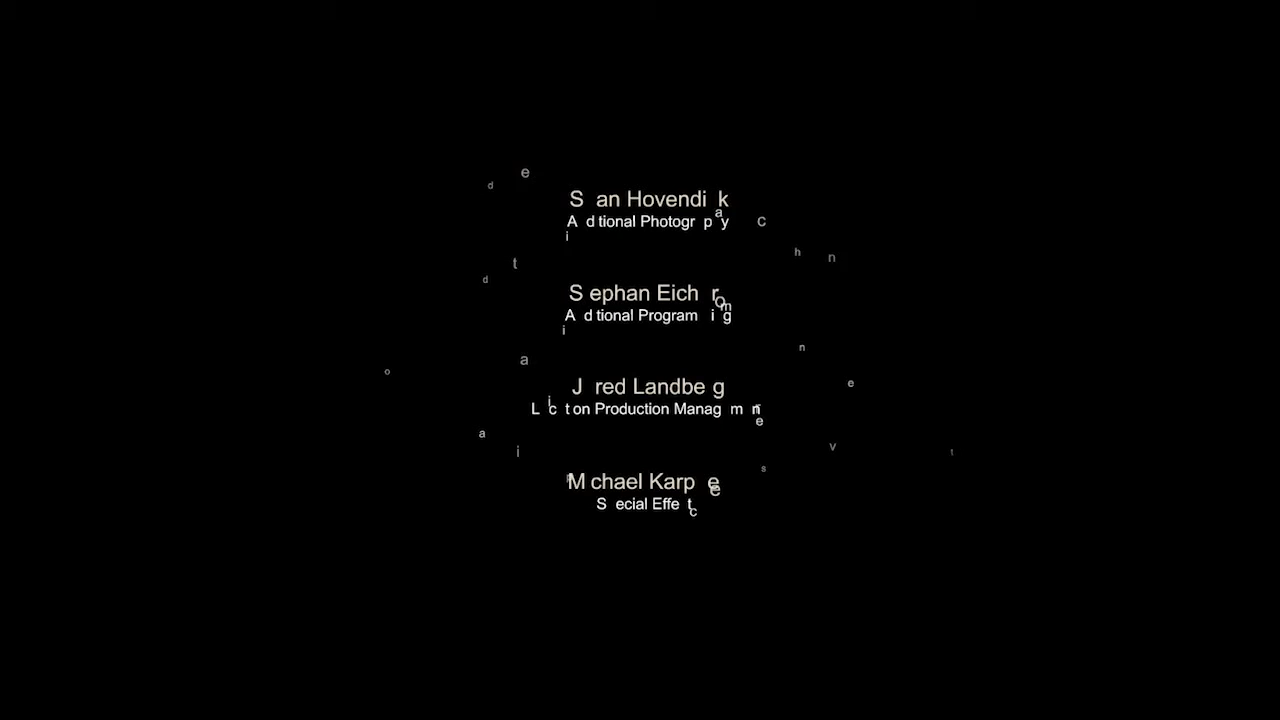 S an Hovendi k
A d tional Photogr p y
S ephan Eich r
A d tional Program i g
J red Landbe g
L c t on Production Manag m n
M chael Karp e
S ecial Effe t